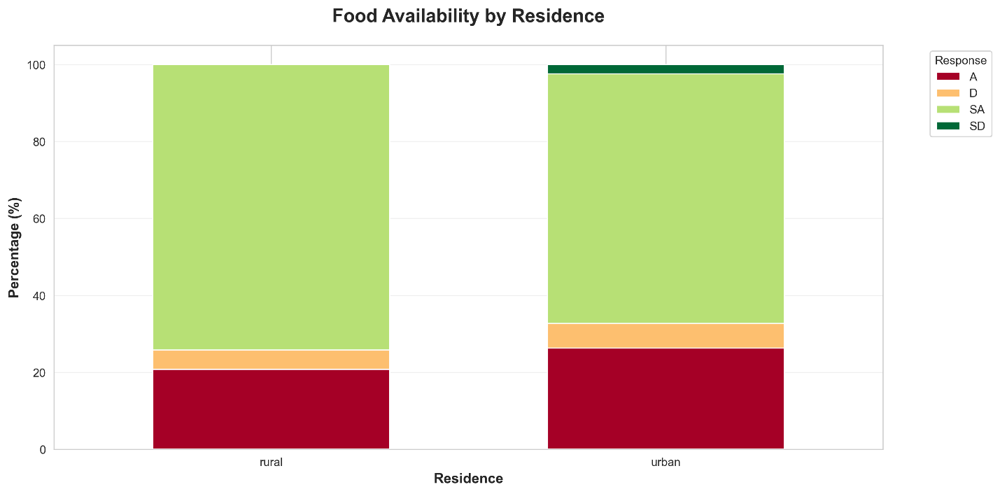 Food Availability by Residence
Percentage (%)
100
80
60
40
20
0
rural
urban
Residence
Response
A
D
SA
SD